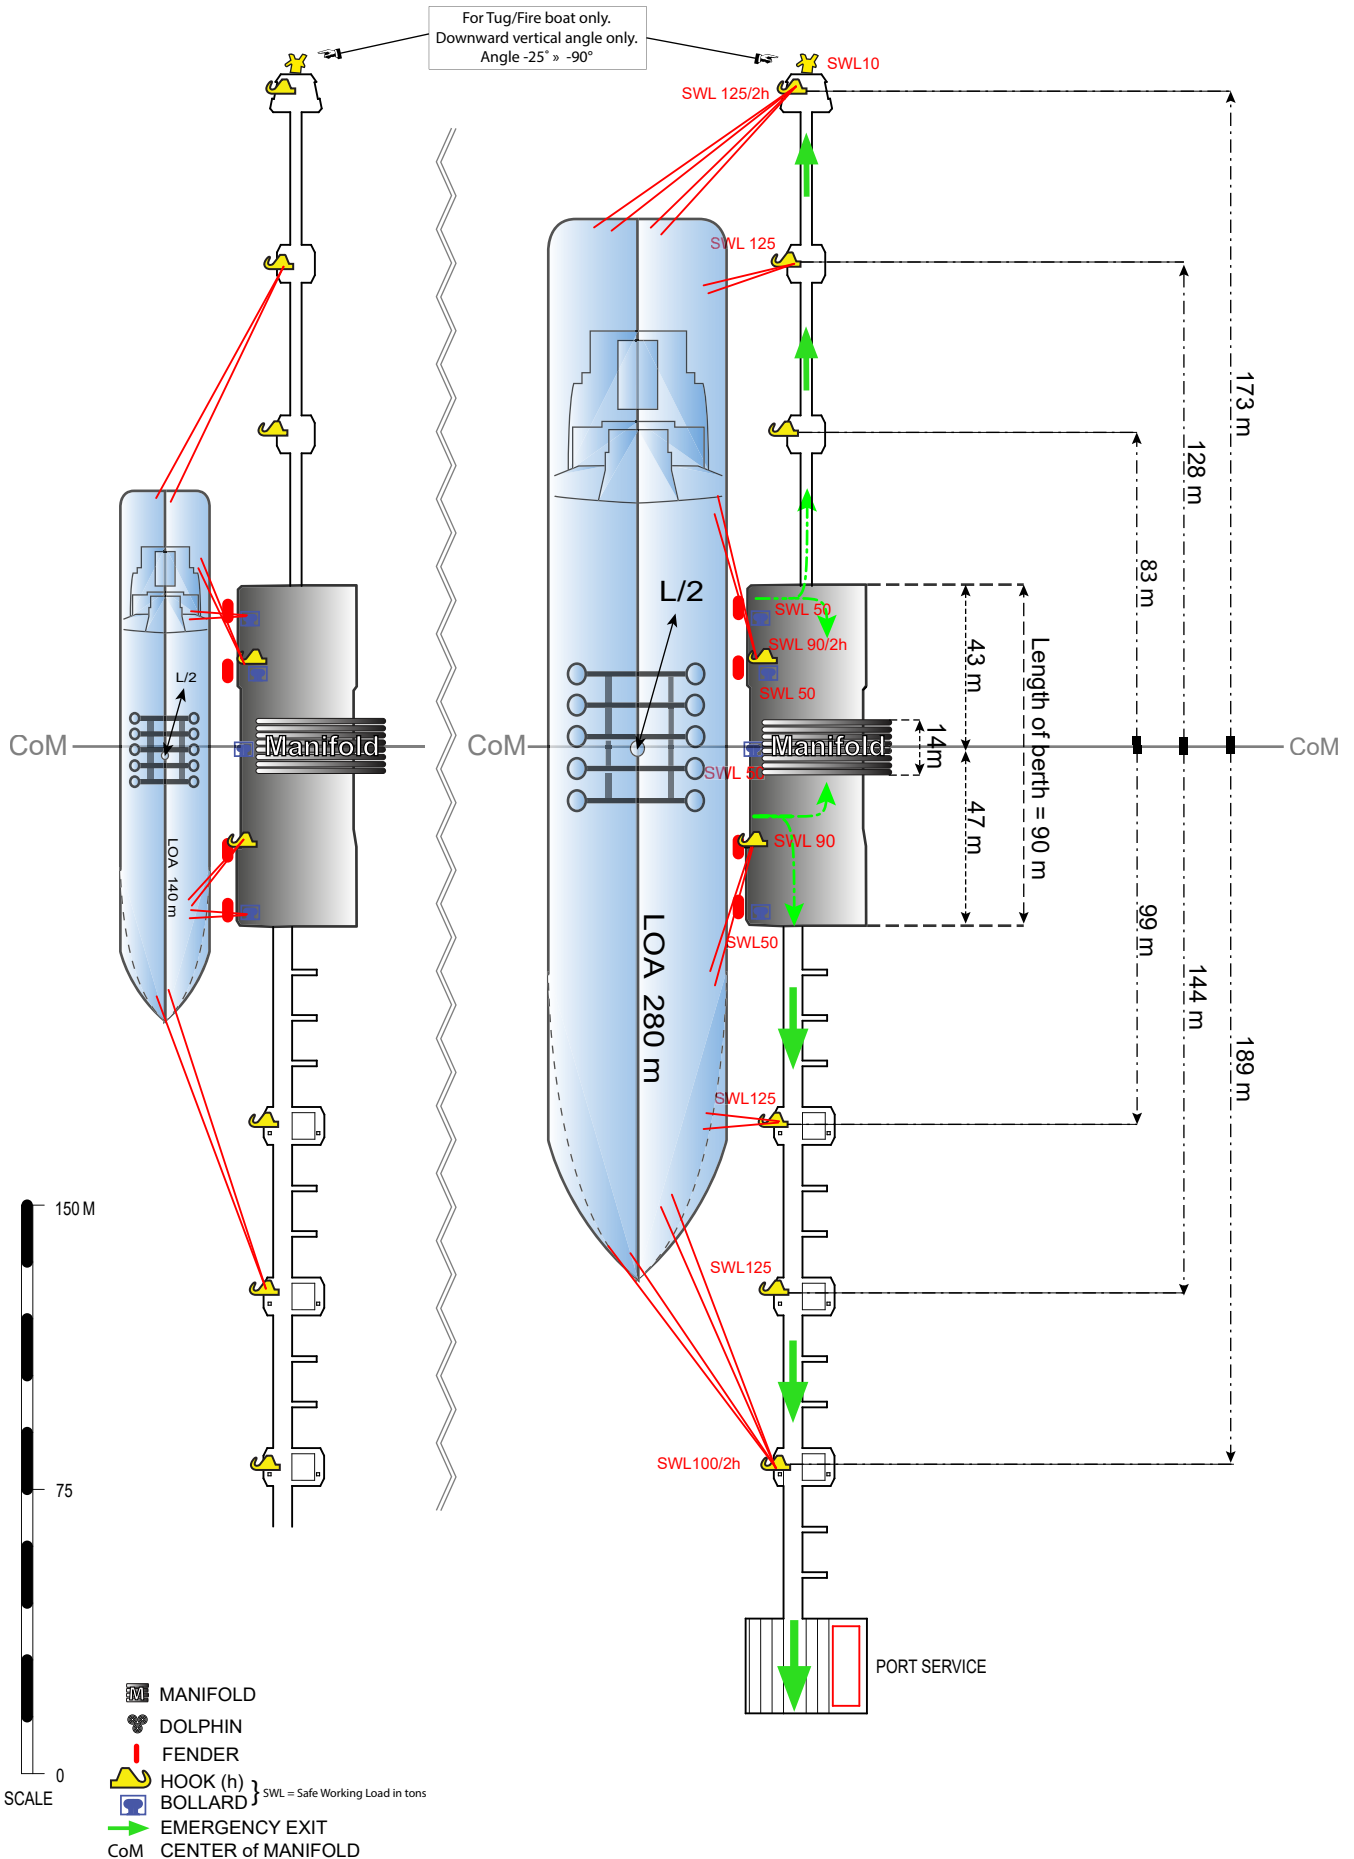 For Tug/Fire boat only.
Downward vertical angle only.
Angle -25° » -90°
SWL10
SWL 125/2h
SWL 125
173 m
128 m
83 m
L/2
SWL 50
SWL 90/2h
SWL 50
43 m
Length of berth = 90 m
L/2
CoM
Manifold
CoM
Manifold
14m
CoM
SWL 50
47 m
SWL 90
LOA 140 m
LOA 280 m
SWL50
99 m
144 m
189 m
SWL125
SWL125
SWL100/2h
150 M
75
0
SCALE
PORT SERVICE
M MANIFOLD
DOLPHIN
FENDER
HOOK (h)
} SWL = Safe Working Load in tons
BOLLARD
EMERGENCY EXIT
CoM CENTER of MANIFOLD